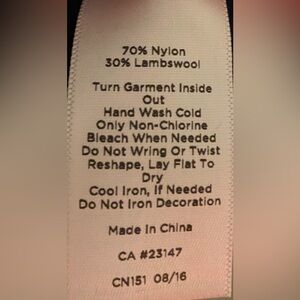 70% Nylon
30% Lambswool
Turn Garment Inside
Out
Hand Wash Cold
Only Non-Chlorine
Bleach When Needed
Do Not Wring Or Twist
Reshape, Lay Flat To
Dry
Cool Iron, If Needed
Do Not Iron Decoration
Made In China
CA #23147
CN151 08/16